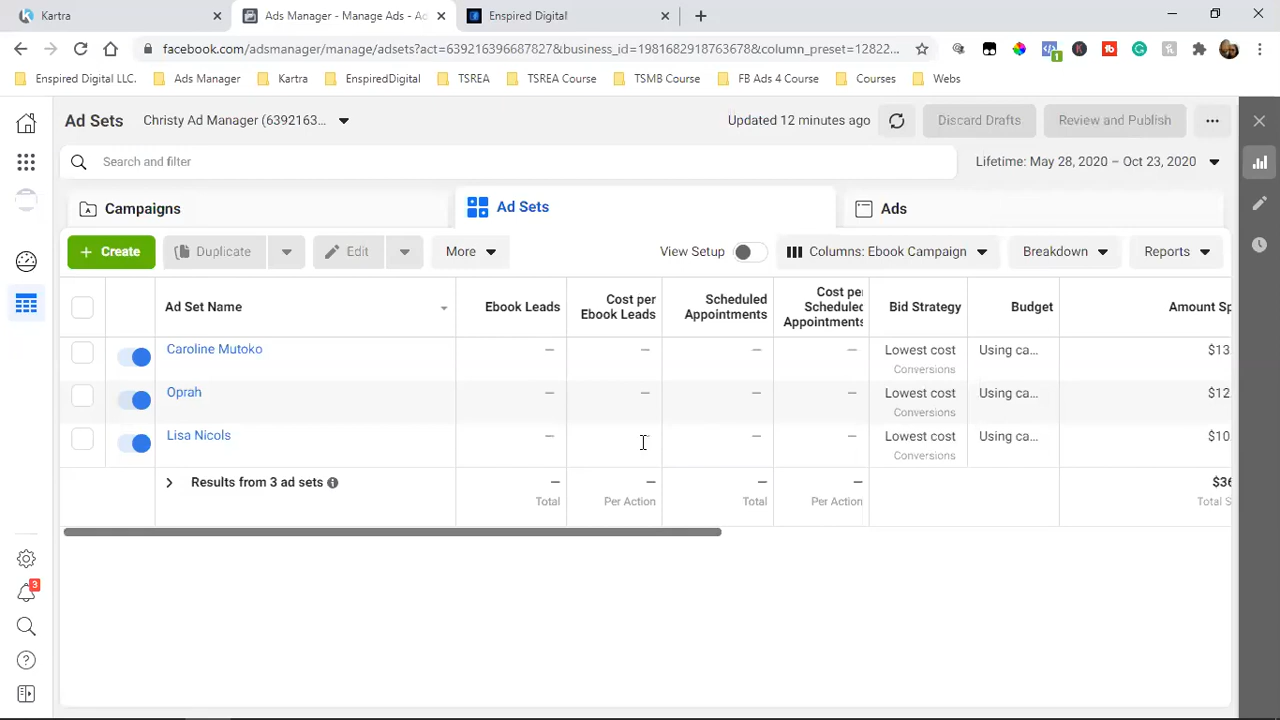 Kartra
Ads Manager - Manage Ads - Ac
Enspired Digital
facebook.com/adsmanager/manage/adsets?act=639216396687827&business_id=1981682918763678&column_preset=12822...
1
Enspired Digital LLC.
Ads Manager
Kartra
EnspiredDigital
TSREA
TSREA Course
TSMB Course
FB Ads 4 Course
Courses
Webs
Ad Sets
Christy Ad Manager (6392163...
Updated 12 minutes ago
Discard Drafts
Review and Publish
Search and filter
Lifetime: May 28, 2020 – Oct 23, 2020
Campaigns
Ad Sets
Ads
+ Create
Duplicate
Edit
More
View Setup
Columns: Ebook Campaign
Breakdown
Reports
Ad Set Name
Ebook Leads
Cost per
Ebook Leads
Scheduled
Appointments
Cost per
Scheduled
Appointments
Bid Strategy
Budget
Amount Sp
Caroline Mutoko
— — — —
Lowest cost
Conversions
Using ca...
$13
Oprah
— — — —
Lowest cost
Conversions
Using ca...
$12
Lisa Nicols
— — — —
Lowest cost
Conversions
Using ca...
$10
Results from 3 ad sets
— — — —
$36
Total
Per Action
Total
Per Action
Total S
3